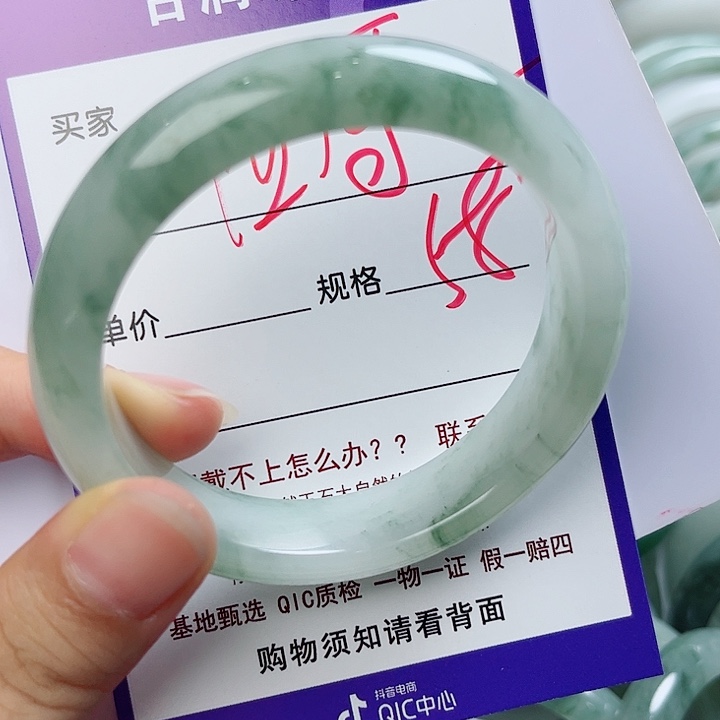 买家
单价 规格 58
戴不上怎么办？？ 联系
基地甄选 QIC质检 一物一证 假一赔四
购物须知请看背面
抖音电商
QIC中心